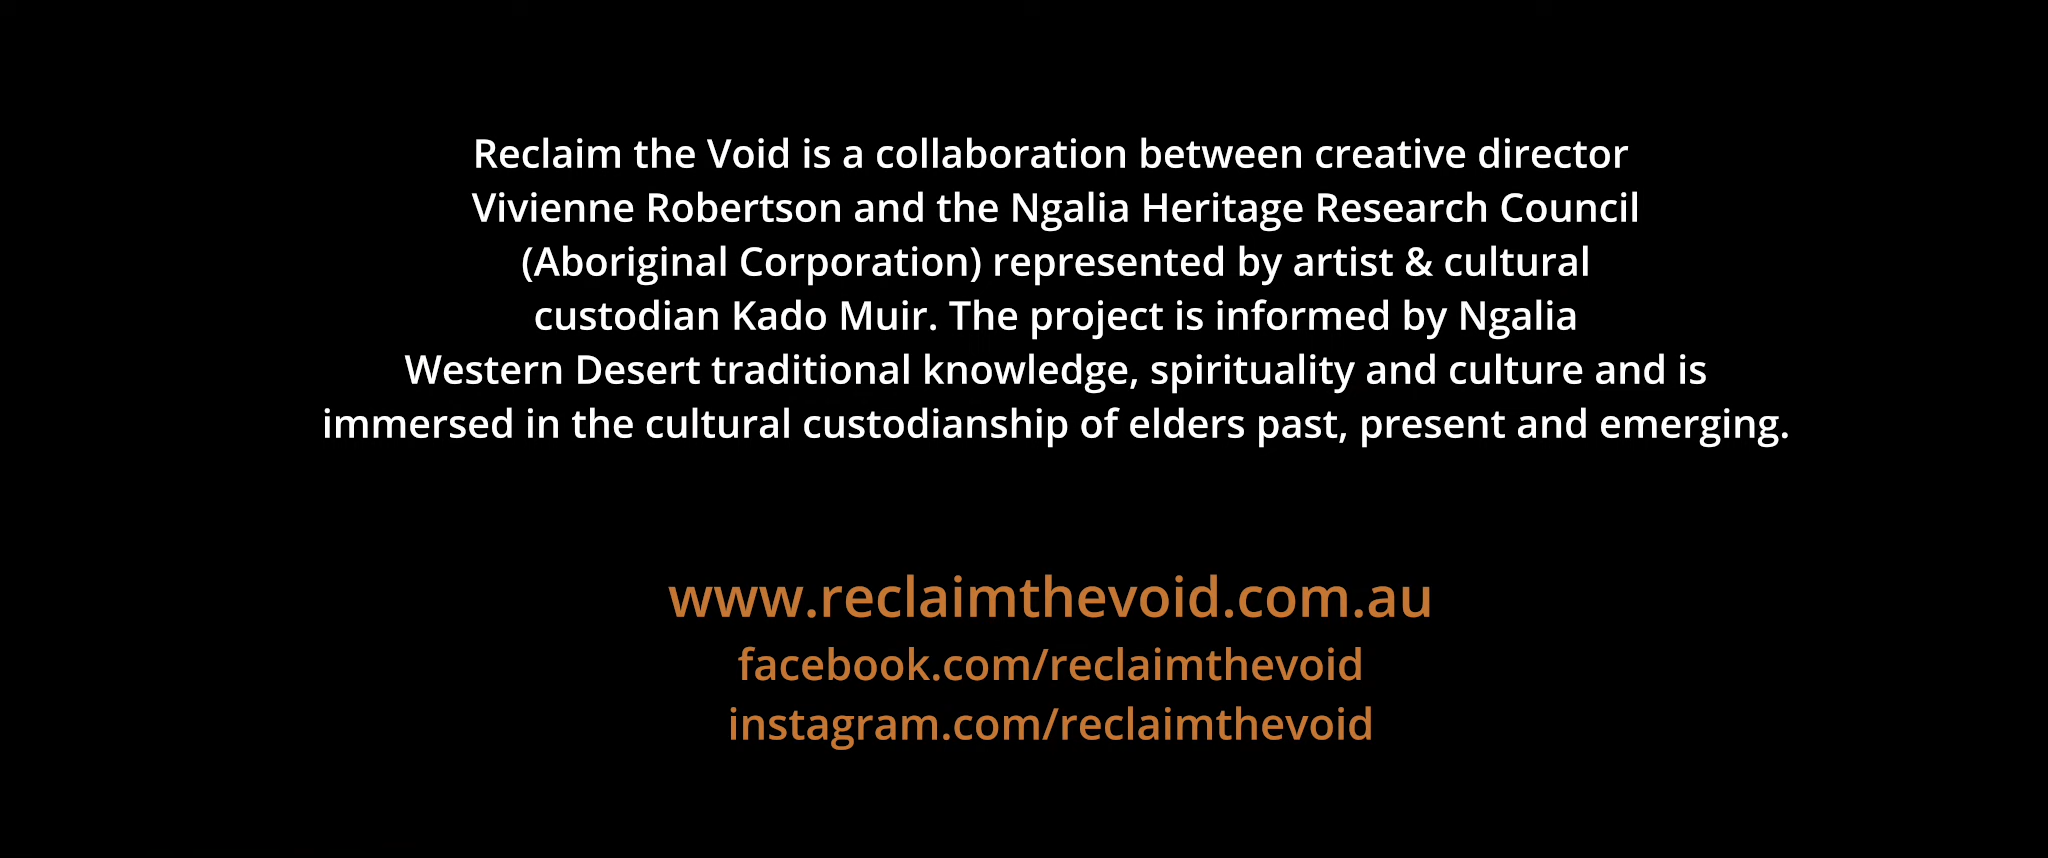 Reclaim the Void is a collaboration between creative director
Vivienne Robertson and the Ngalia Heritage Research Council
(Aboriginal Corporation) represented by artist & cultural
custodian Kado Muir. The project is informed by Ngalia
Western Desert traditional knowledge, spirituality and culture and is
immersed in the cultural custodianship of elders past, present and emerging.
www.reclaimthevoid.com.au
facebook.com/reclaimthevoid
instagram.com/reclaimthevoid